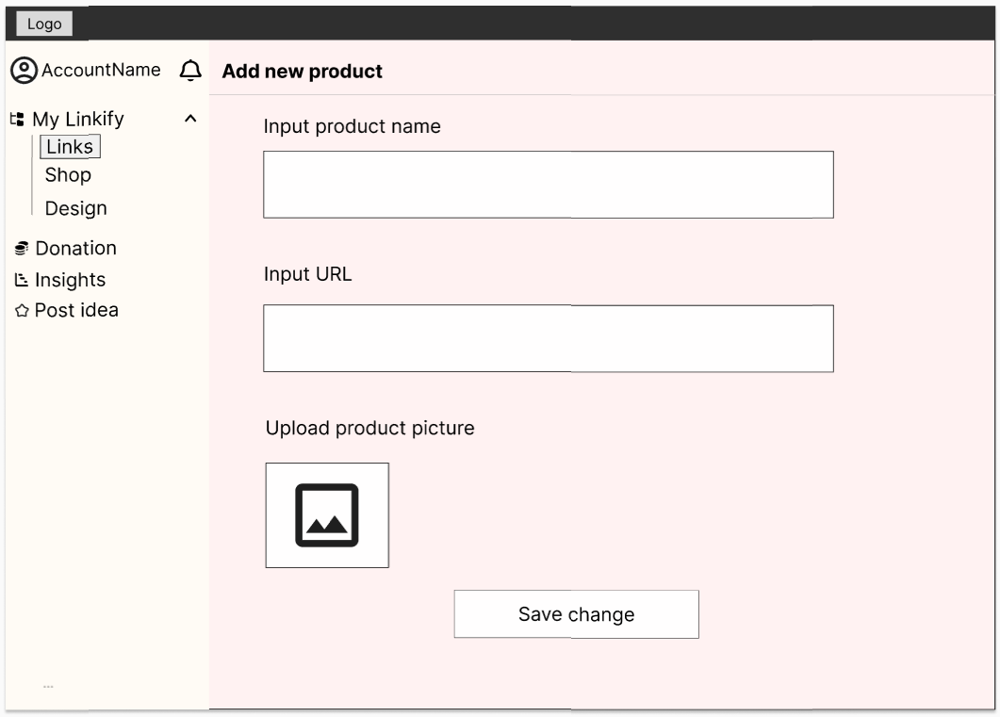 Logo
AccountName
Add new product
My Linkify
Links
Shop
Design
Donation
Insights
Post idea
Input product name
Input URL
Upload product picture
Save change
...